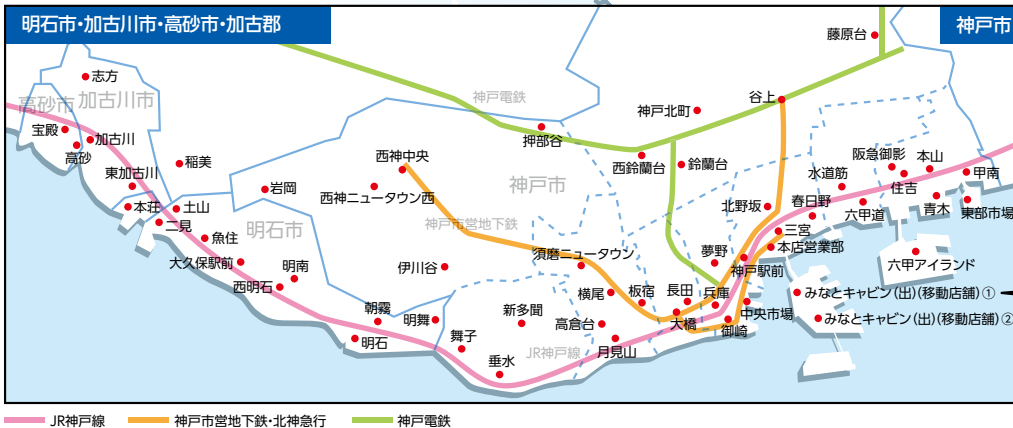 明石市・加古川市・高砂市・加古郡
神戸市
藤原台
志方
高砂市
加古川市
神戸電鉄
神戸北町
谷上
宝殿
加古川
高砂
押部谷
稲美
西神中央
西鈴蘭台
鈴蘭台
阪急御影
本山
東加古川
岩岡
西神ニュータウン西
神戸市
水道筋
住吉
甲南
本荘
土山
北野坂
春日野
六甲道
青木
東部市場
二見
明石市
神戸市営地下鉄
三宮
魚住
本店営業部
大久保駅前
明南
伊川谷
須磨ニュータウン
夢野
神戸駅前
六甲アイランド
西明石
横尾
板宿
長田
兵庫
みなとキャビン(出)(移動店舗)①
朝霧
明舞
新多聞
高倉台
大橋
御崎
中央市場
みなとキャビン(出)(移動店舗)②
明石
舞子
月見山
垂水
JR神戸線
JR神戸線
神戸市営地下鉄・北神急行
神戸電鉄